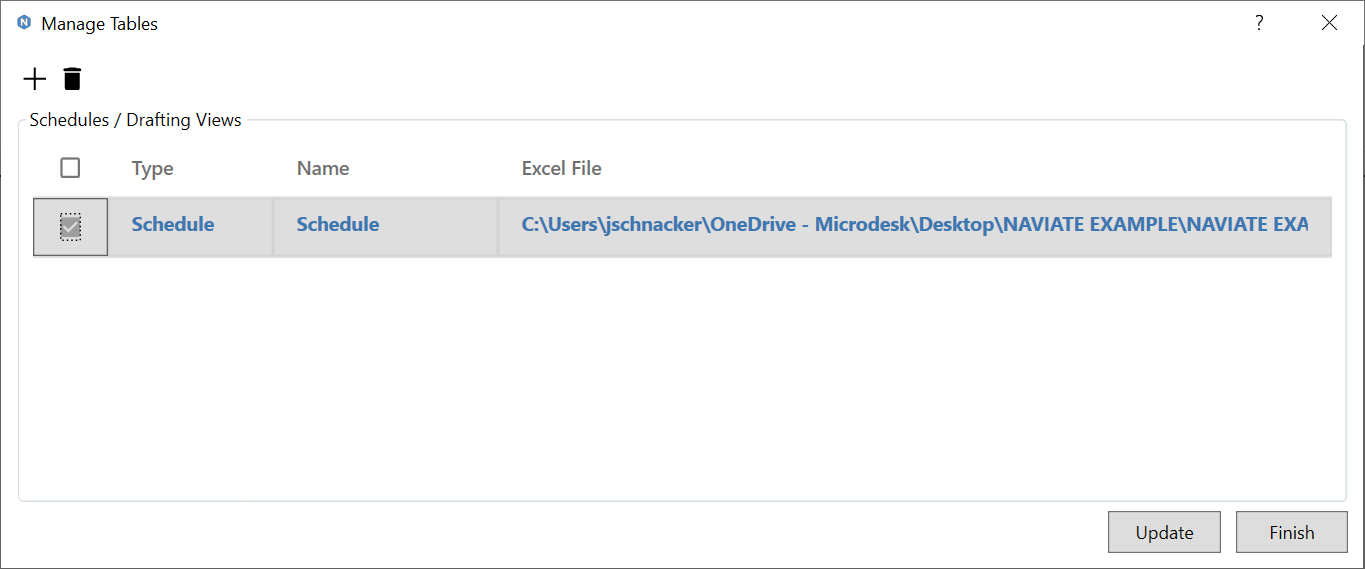 Manage Tables
Schedules / Drafting Views
Type Name Excel File
Schedule Schedule C:\Users\jschnacker\OneDrive - Microdesk\Desktop\NAVIATE EXAMPLE\NAVIATE EXA
Update Finish